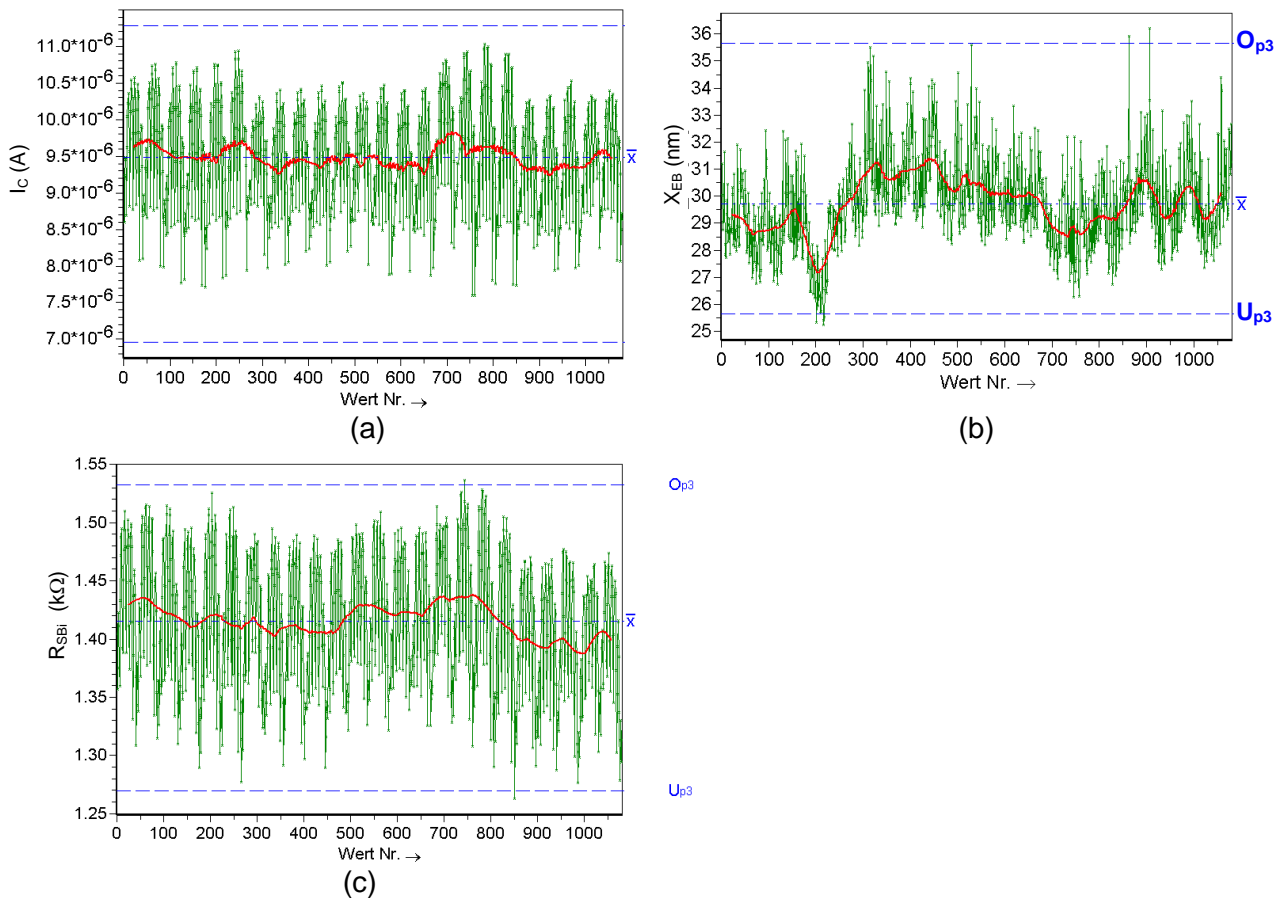 I_C (A)
11.0*10⁻⁶
10.5*10⁻⁶
10.0*10⁻⁶
9.5*10⁻⁶
9.0*10⁻⁶
8.5*10⁻⁶
8.0*10⁻⁶
7.5*10⁻⁶
7.0*10⁻⁶
x̄
0 100 200 300 400 500 600 700 800 900 1000
Wert Nr. →
(a)
X_EB (nm)
36
35
34
33
32
31
30
29
28
27
26
25
O_p3
x̄
U_p3
0 100 200 300 400 500 600 700 800 900 1000
Wert Nr. →
(b)
R_SBi (kΩ)
1.55
1.50
1.45
1.40
1.35
1.30
1.25
O_p3
x̄
U_p3
0 100 200 300 400 500 600 700 800 900 1000
Wert Nr. →
(c)